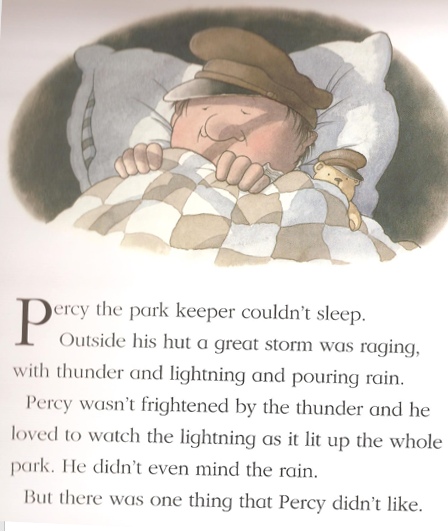 Percy the park keeper couldn't sleep.
Outside his hut a great storm was raging,
with thunder and lightning and pouring rain.
Percy wasn't frightened by the thunder and he
loved to watch the lightning as it lit up the whole
park. He didn't even mind the rain.
But there was one thing that Percy didn't like.